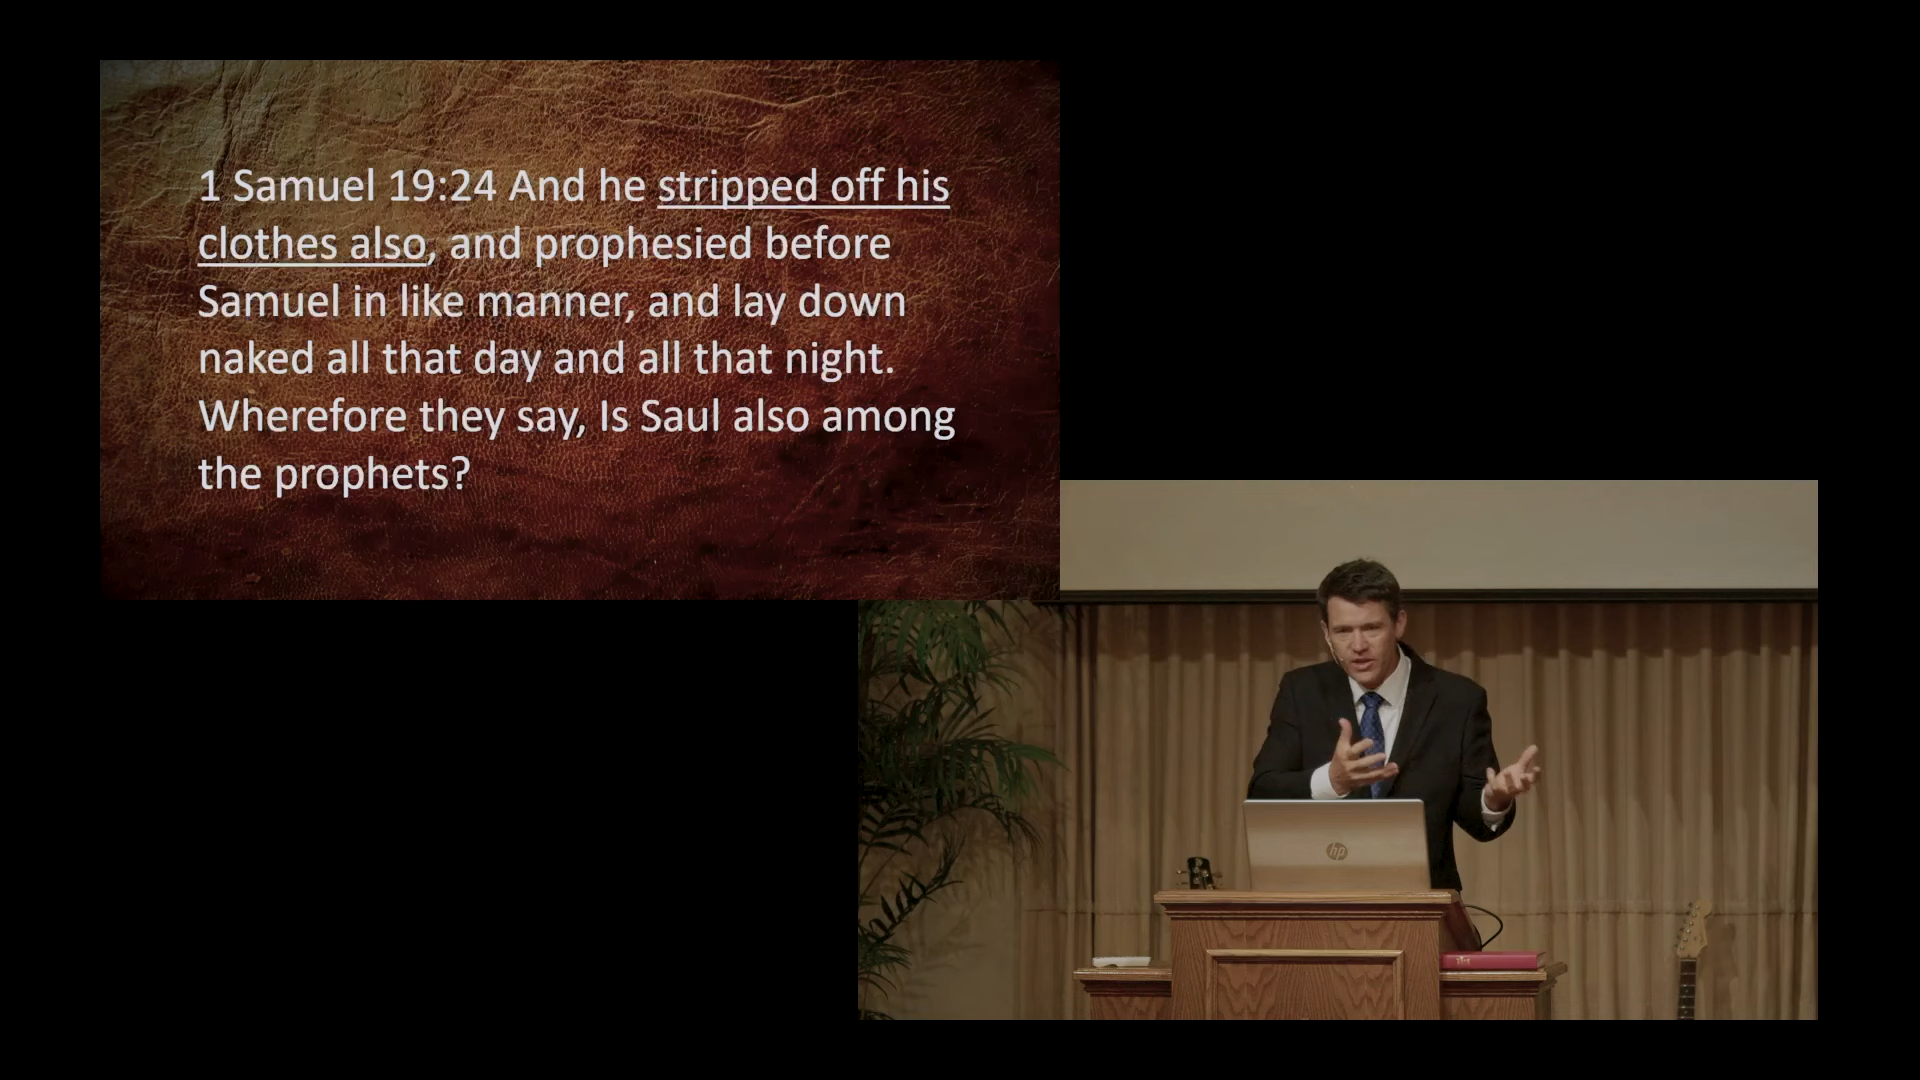 1 Samuel 19:24 And he stripped off his
clothes also, and prophesied before
Samuel in like manner, and lay down
naked all that day and all that night.
Wherefore they say, Is Saul also among
the prophets?
hp